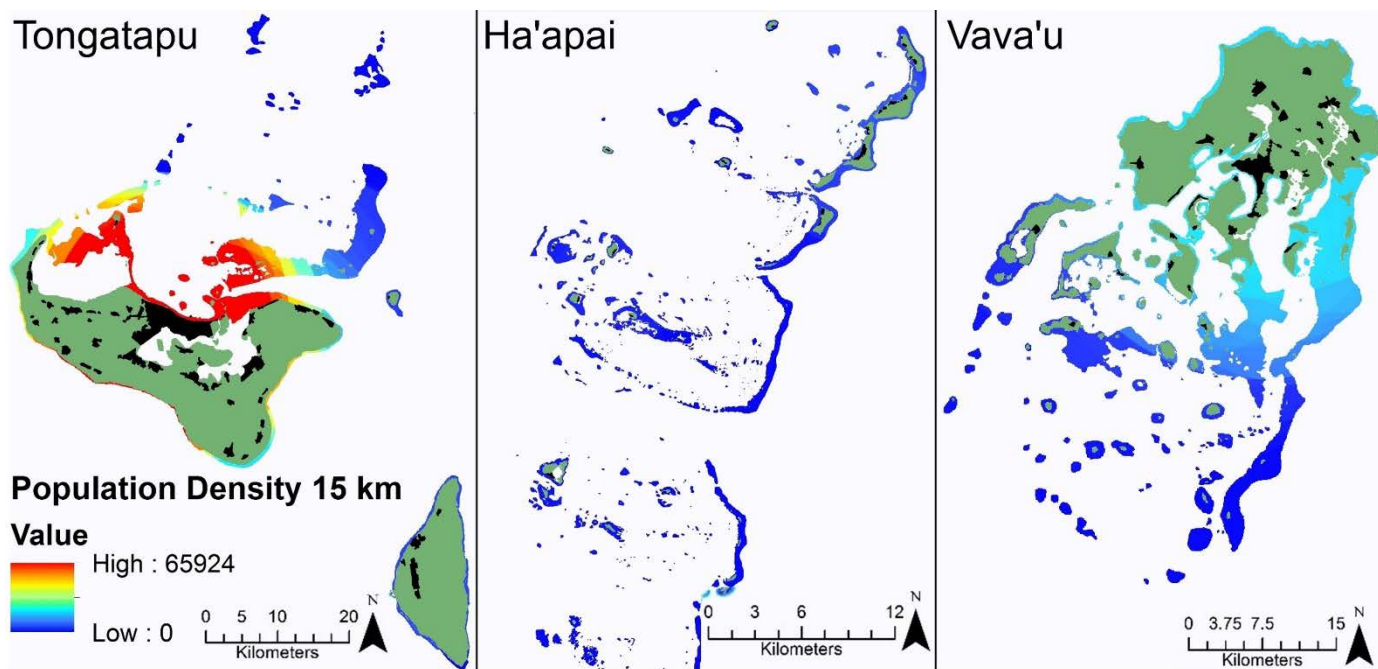 Tongatapu
Ha'apai
Vava'u
Population Density 15 km
Value
High : 65924
Low : 0
0 5 10 20
Kilometers
N
0 3 6 12
Kilometers
N
0 3.75 7.5 15
Kilometers
N